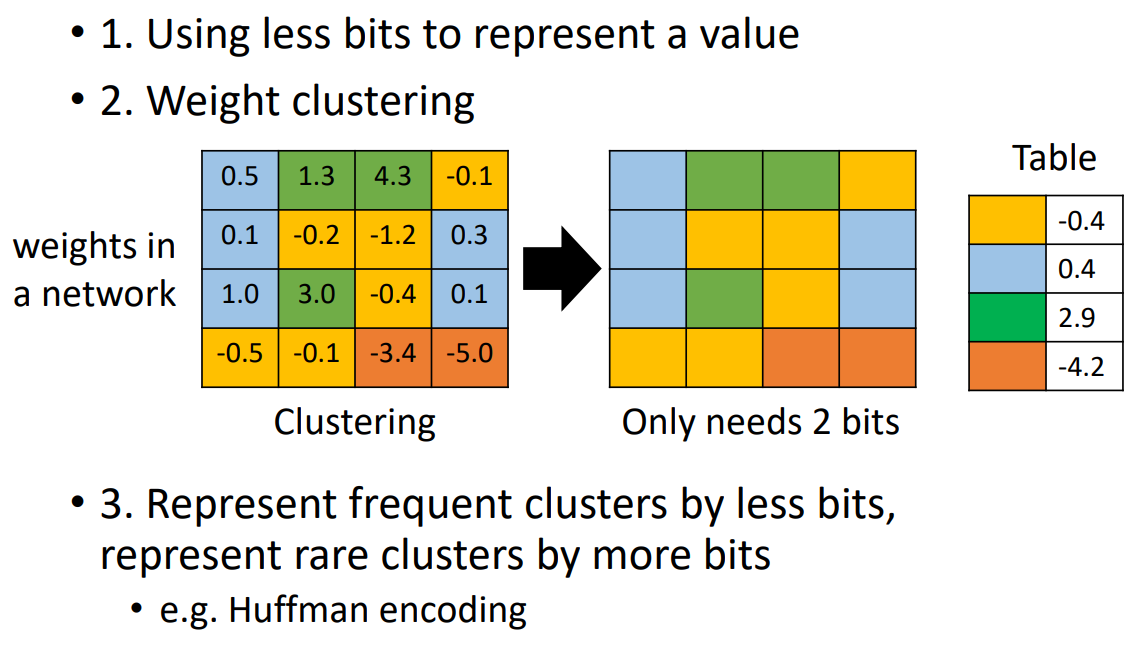 • 1. Using less bits to represent a value
• 2. Weight clustering
Table
weights in
a network
0.5 1.3 4.3 -0.1
0.1 -0.2 -1.2 0.3
1.0 3.0 -0.4 0.1
-0.5 -0.1 -3.4 -5.0
-0.4
0.4
2.9
-4.2
Clustering
Only needs 2 bits
• 3. Represent frequent clusters by less bits,
represent rare clusters by more bits
• e.g. Huffman encoding